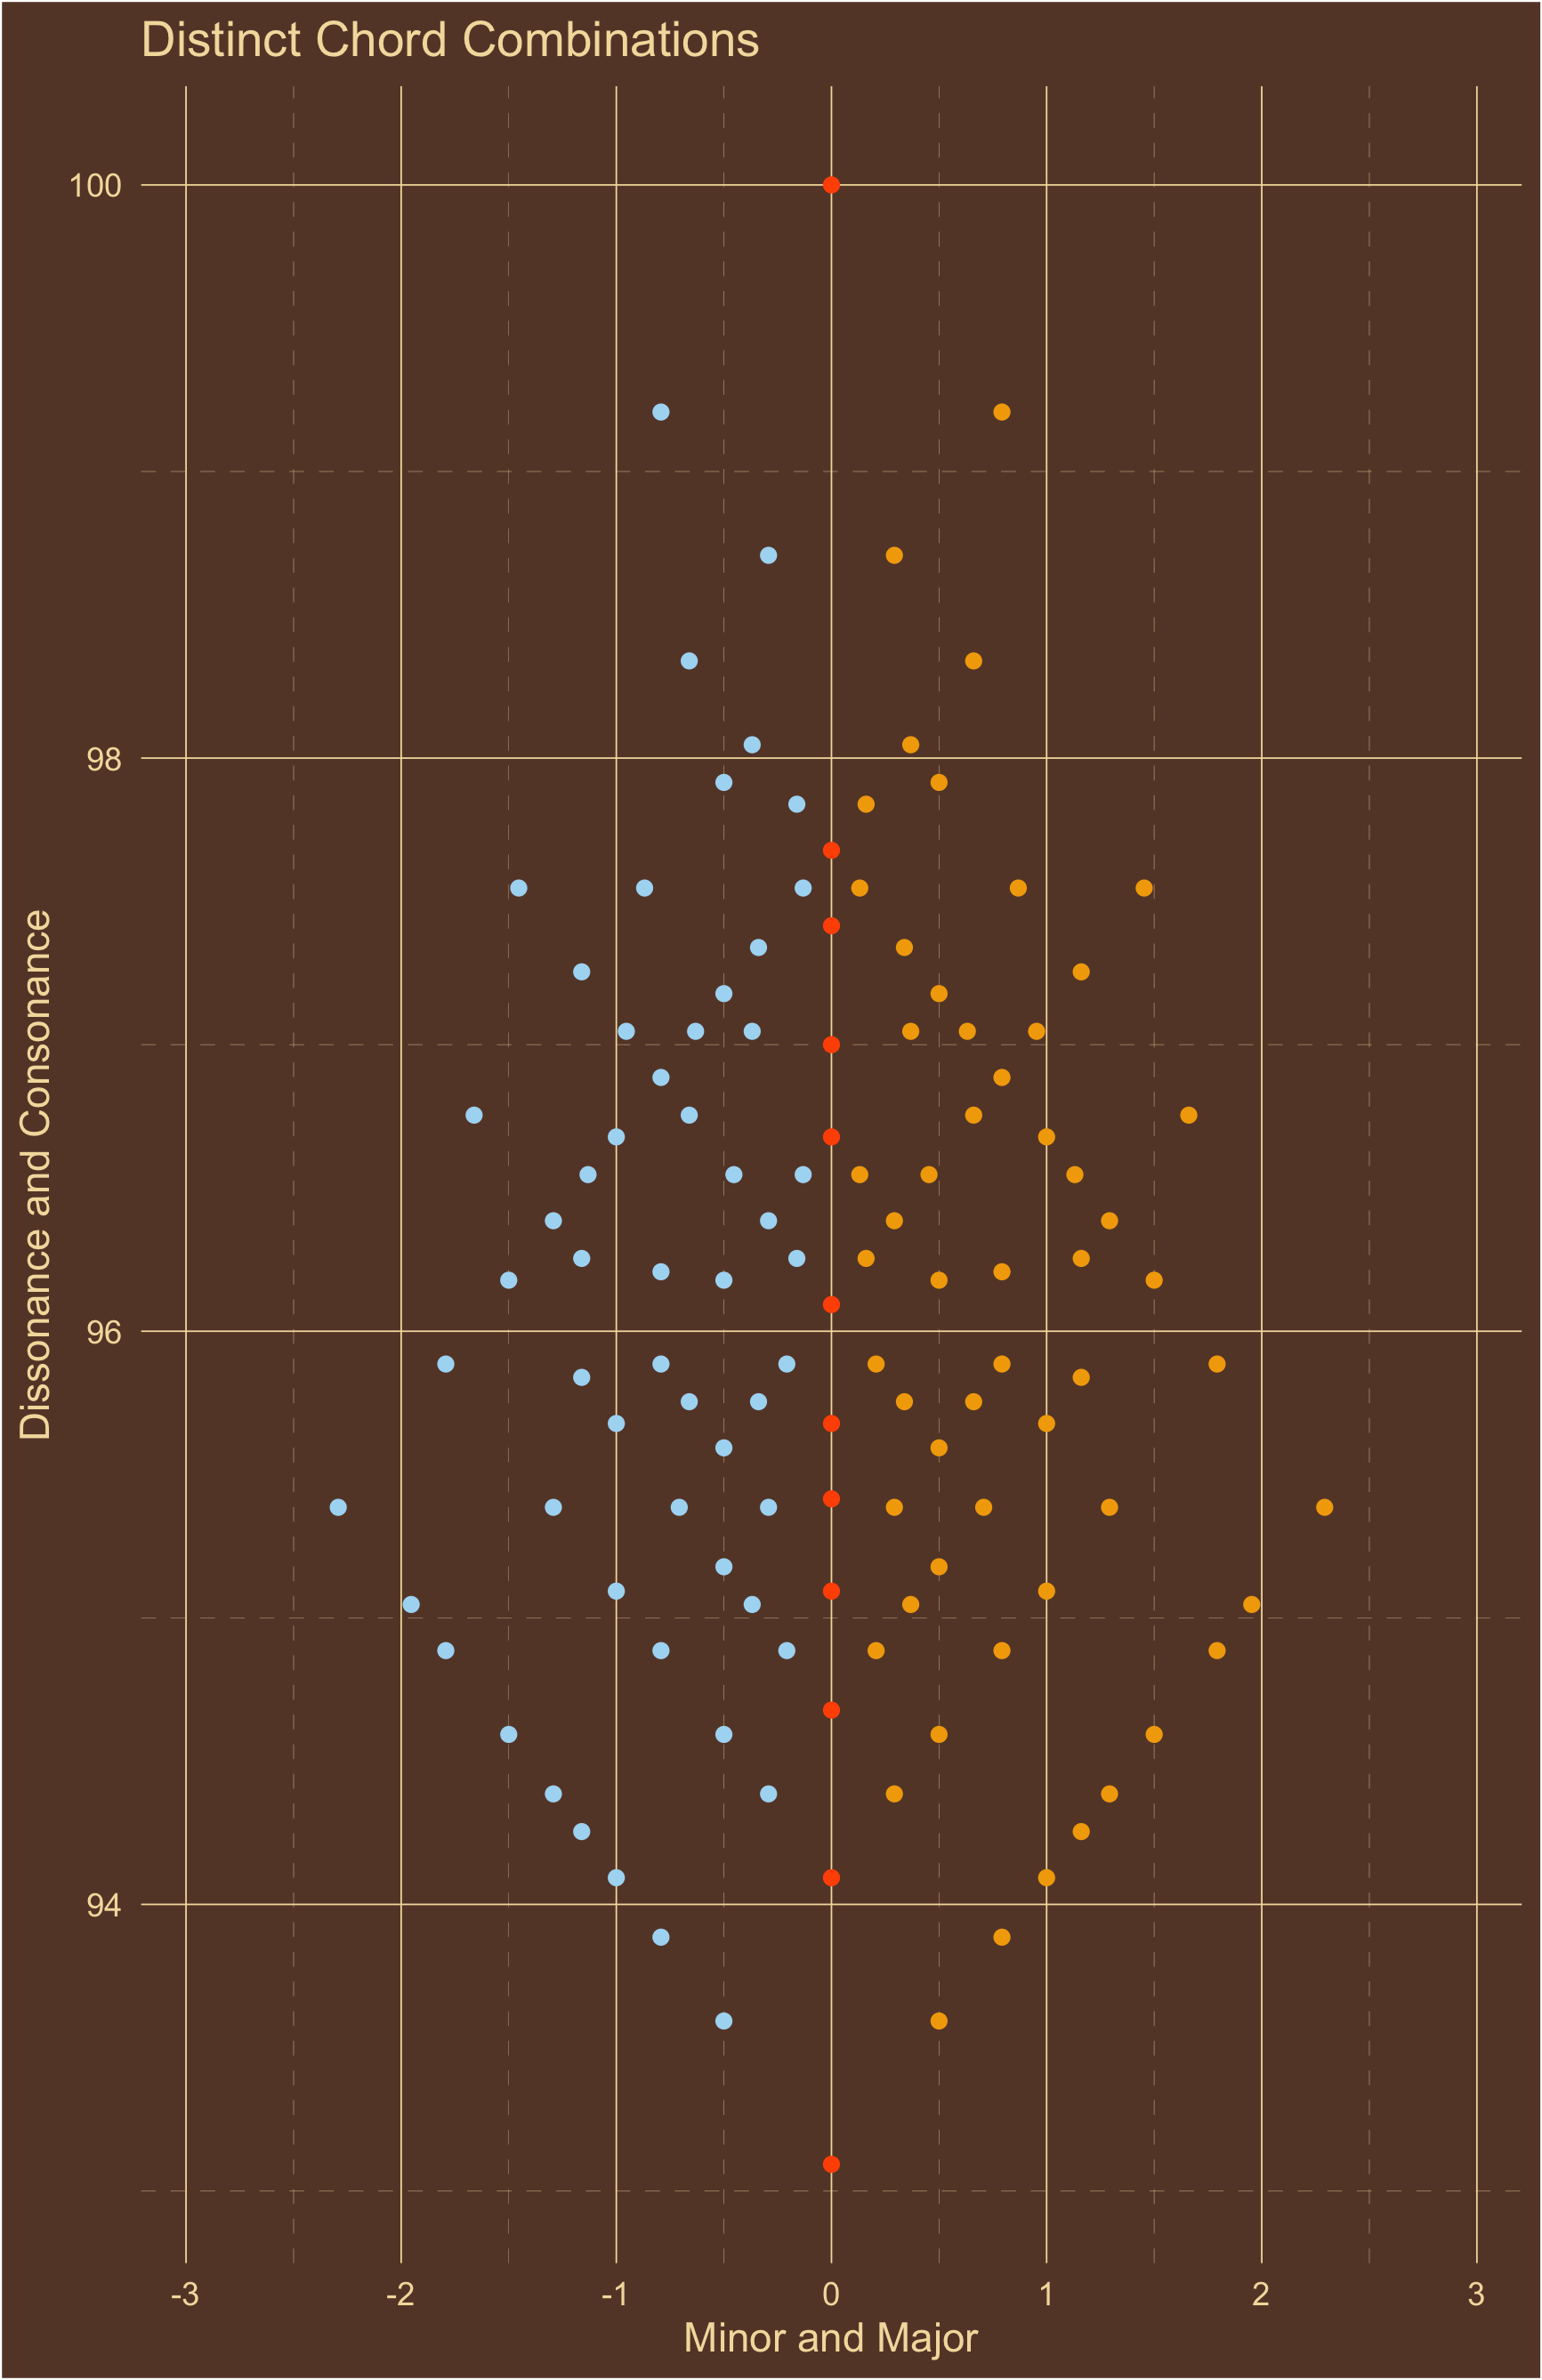 Distinct Chord Combinations
100
98
96
94
Dissonance and Consonance
-3 -2 -1 0 1 2 3
Minor and Major